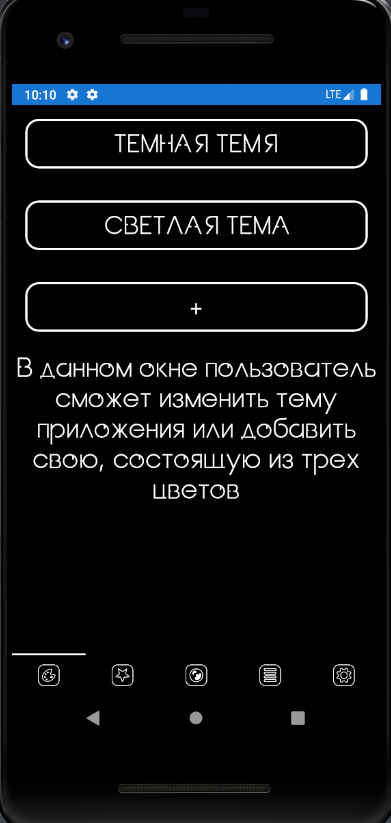 10:10 LTE
ТЕМНАЯ ТЕМЯ
СВЕТЛАЯ ТЕМА
+
В данном окне пользователь
сможет изменить тему
приложения или добавить
свою, состоящую из трех
цветов